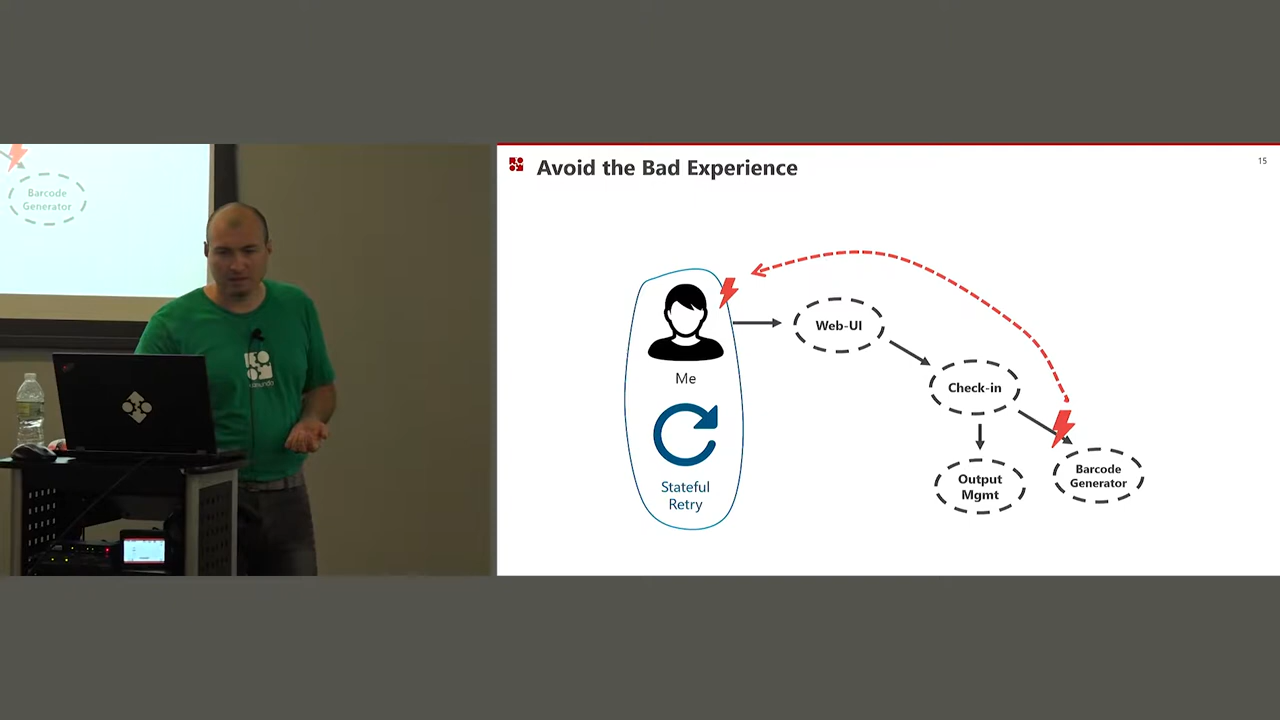 Barcode
Generator
Avoid the Bad Experience
15
Me
Stateful
Retry
Web-UI
Check-in
Output
Mgmt
Barcode
Generator